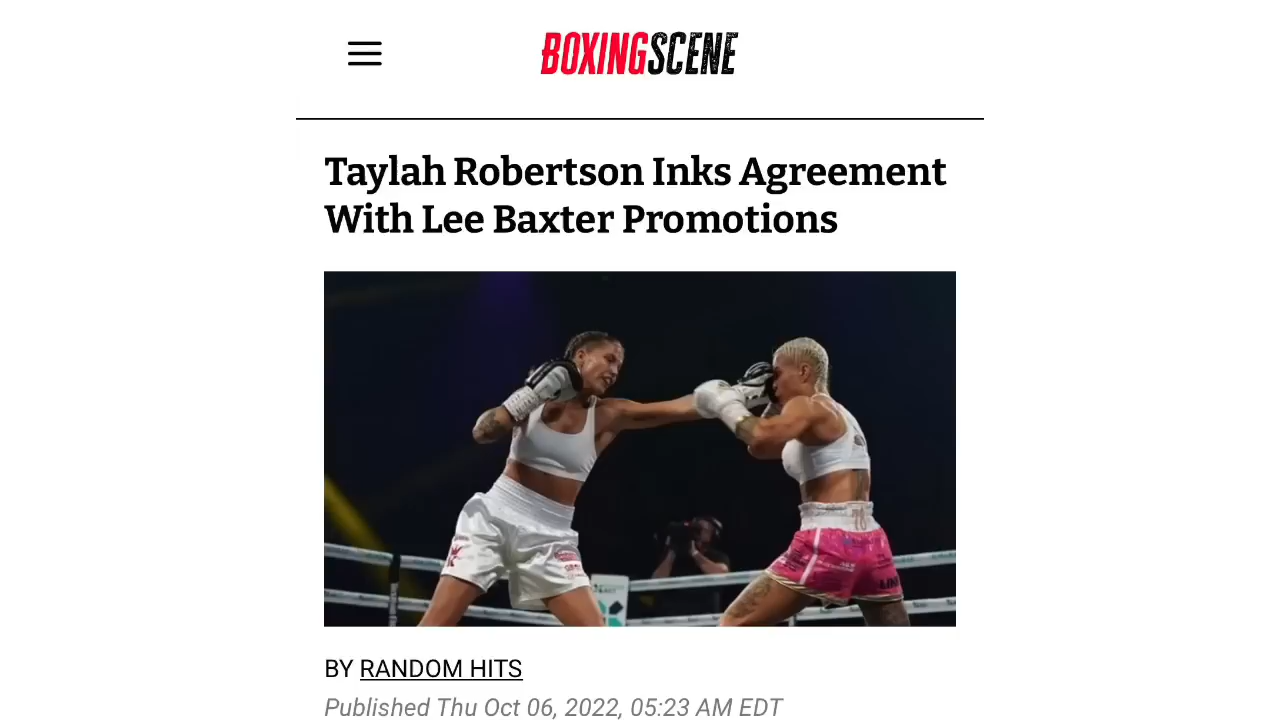 BOXINGSCENE
Taylah Robertson Inks Agreement
With Lee Baxter Promotions
BY RANDOM HITS
Published Thu Oct 06, 2022, 05:23 AM EDT